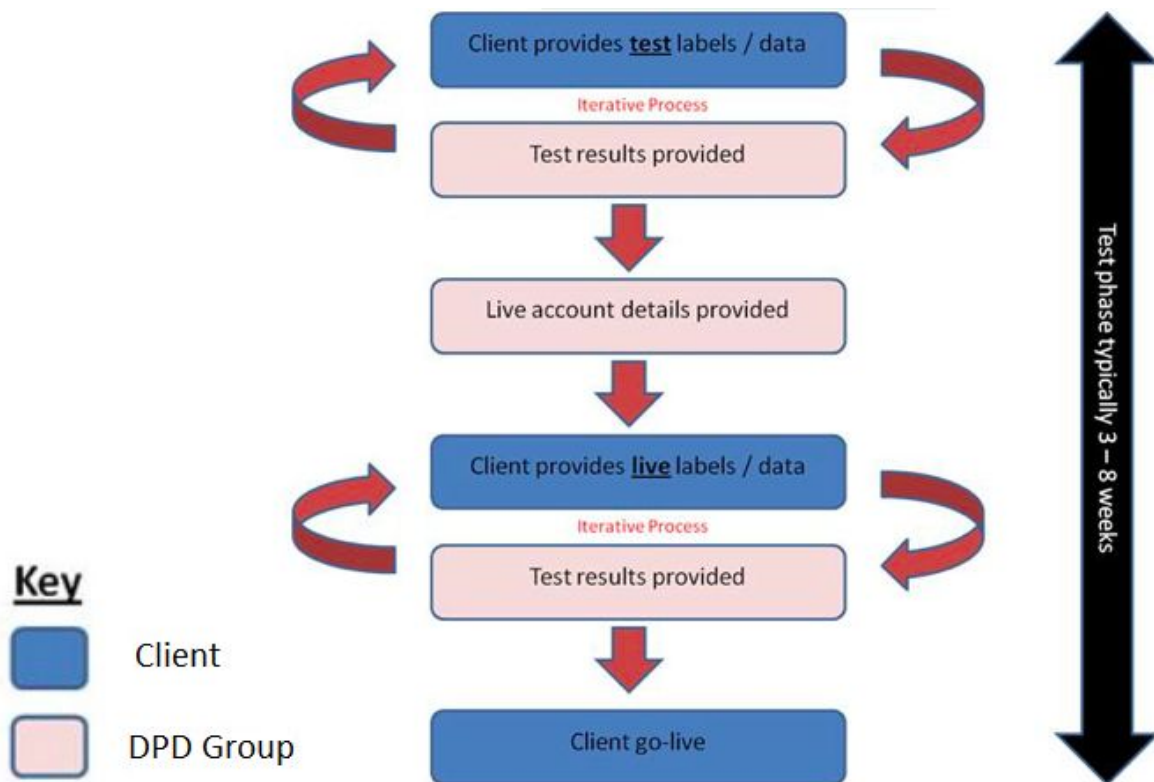 Client provides test labels / data
Iterative Process
Test results provided
Live account details provided
Client provides live labels / data
Iterative Process
Test results provided
Client go-live
Test phase typically 3 – 8 weeks
Key
Client
DPD Group